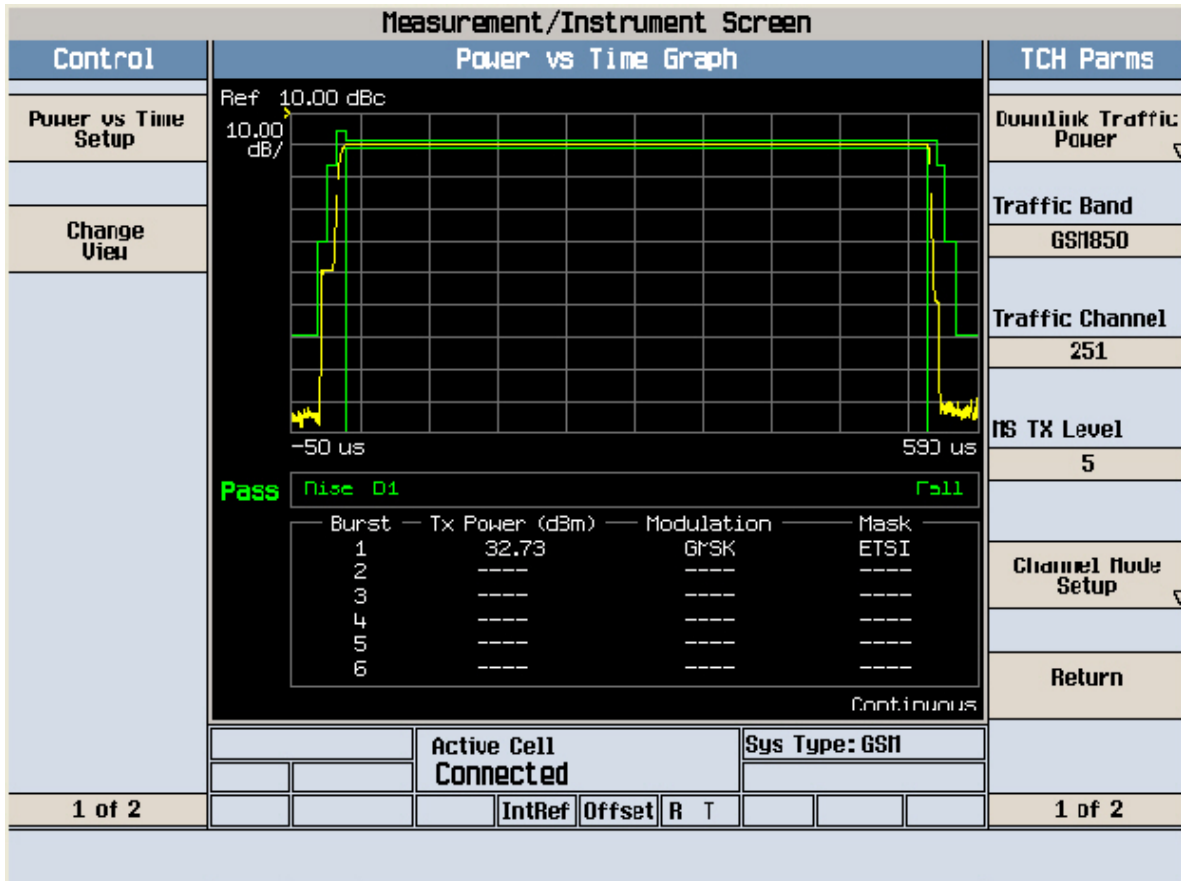 Measurement/Instrument Screen
Control
Power vs Time Graph
TCH Parms
Power vs Time
Setup
Change
View
1 of 2
Ref 10.00 dBc
10.00
dB/
-50 us
590 us
Pass
Rise
Fall
Burst Tx Power (dBm) Modulation Mask
1 32.73 GMSK ETSI
2 ---- ---- ----
3 ---- ---- ----
4 ---- ---- ----
5 ---- ---- ----
6 ---- ---- ----
Continuous
Active Cell
Connected
Sys Type: GSM
IntRef Offset R T
Downlink Traffic
Power
Traffic Band
GSM850
Traffic Channel
251
MS TX Level
5
Channel Mode
Setup
Return
1 of 2